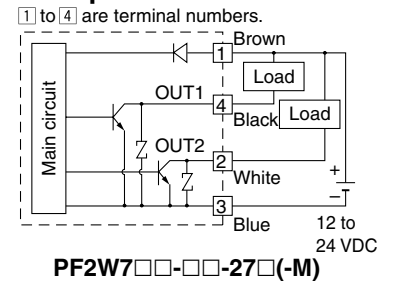 1 to 4 are terminal numbers.
Brown
1
Load
OUT1
4
Black
Load
Main circuit
OUT2
2
White
+
−
3
Blue
12 to
24 VDC
PF2W7□□-□□-27□(-M)